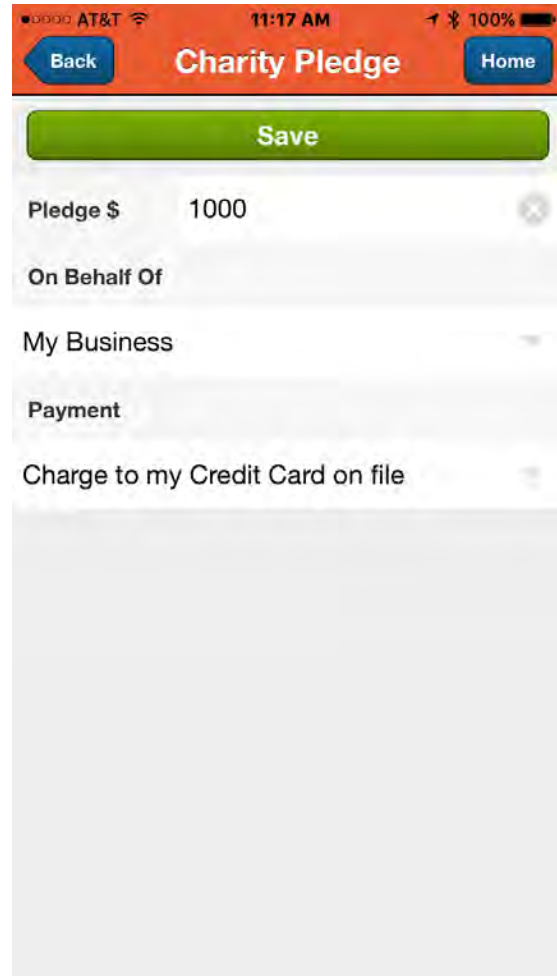 AT&T 11:17 AM 100%
Back Charity Pledge Home
Save
Pledge $ 1000
On Behalf Of
My Business
Payment
Charge to my Credit Card on file